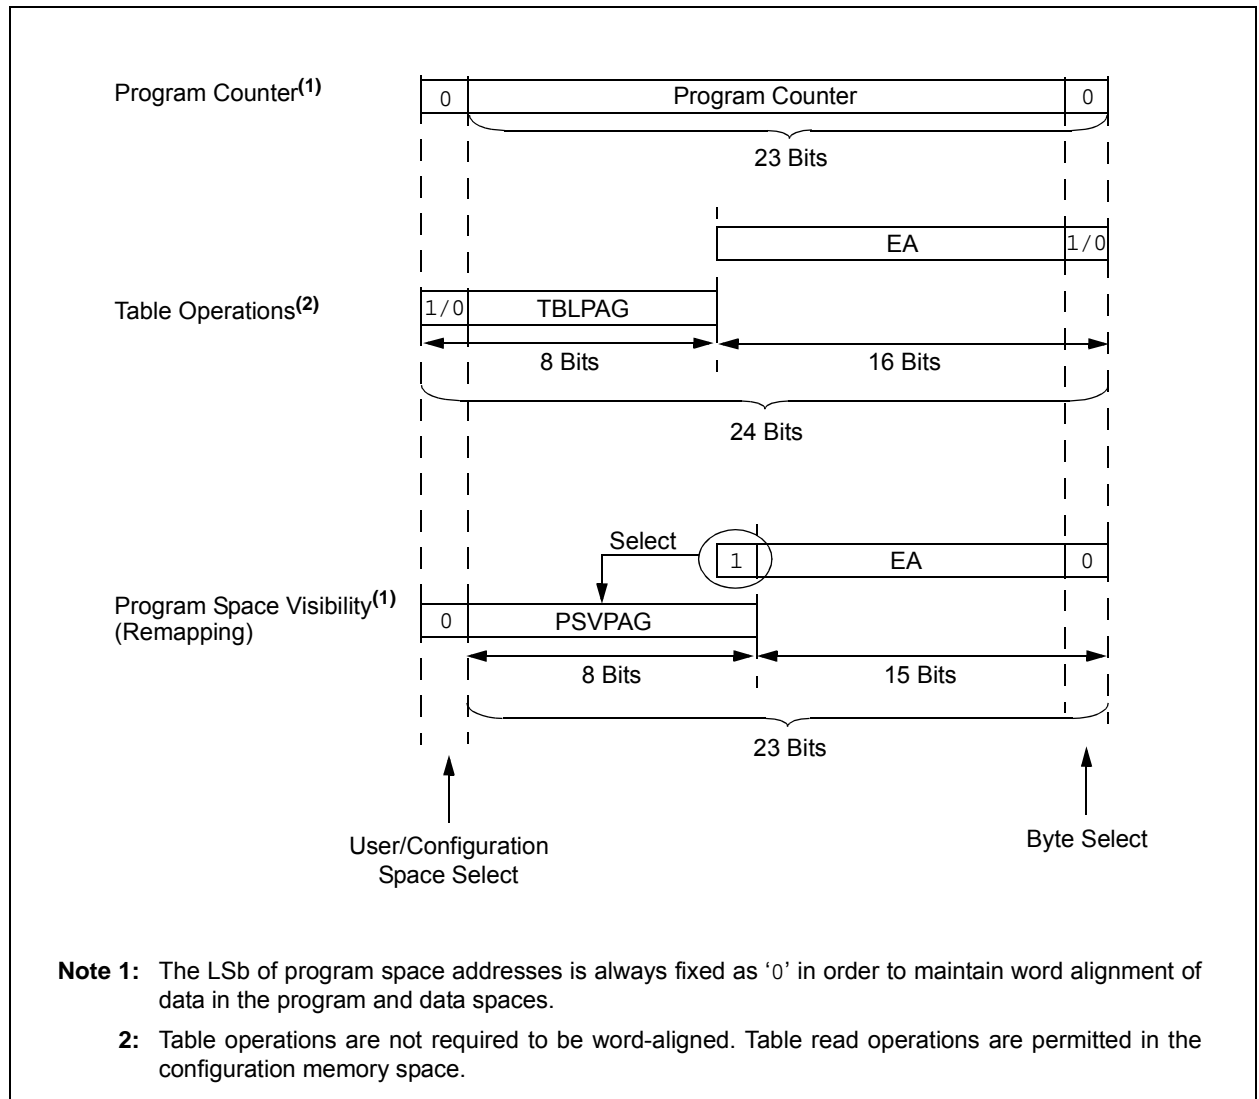 Program Counter(1)
0
Program Counter
0
23 Bits
EA
1/0
Table Operations(2)
1/0
TBLPAG
8 Bits
16 Bits
24 Bits
Select
1
EA
0
Program Space Visibility(1)
(Remapping)
0
PSVPAG
8 Bits
15 Bits
23 Bits
User/Configuration
Space Select
Byte Select
Note 1: The LSb of program space addresses is always fixed as ‘0’ in order to maintain word alignment of
data in the program and data spaces.
2: Table operations are not required to be word-aligned. Table read operations are permitted in the
configuration memory space.